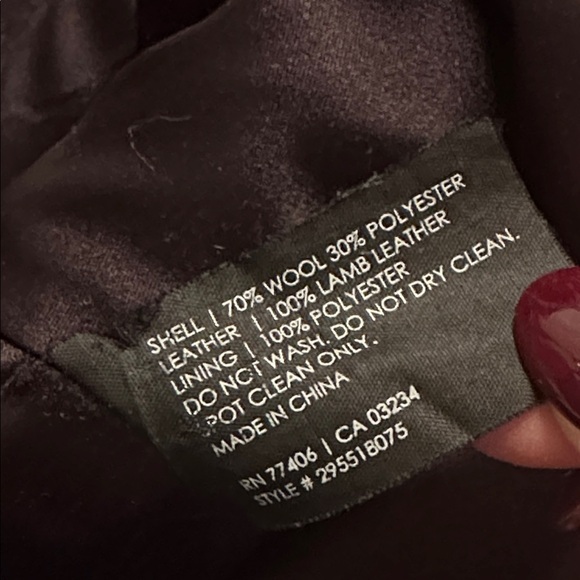 SHELL | 70% WOOL 30% POLYESTER
LEATHER | 100% LAMB LEATHER
LINING | 100% POLYESTER
DO NOT WASH. DO NOT DRY CLEAN.
SPOT CLEAN ONLY.
MADE IN CHINA
RN 77406 | CA 03234
STYLE # 295518075